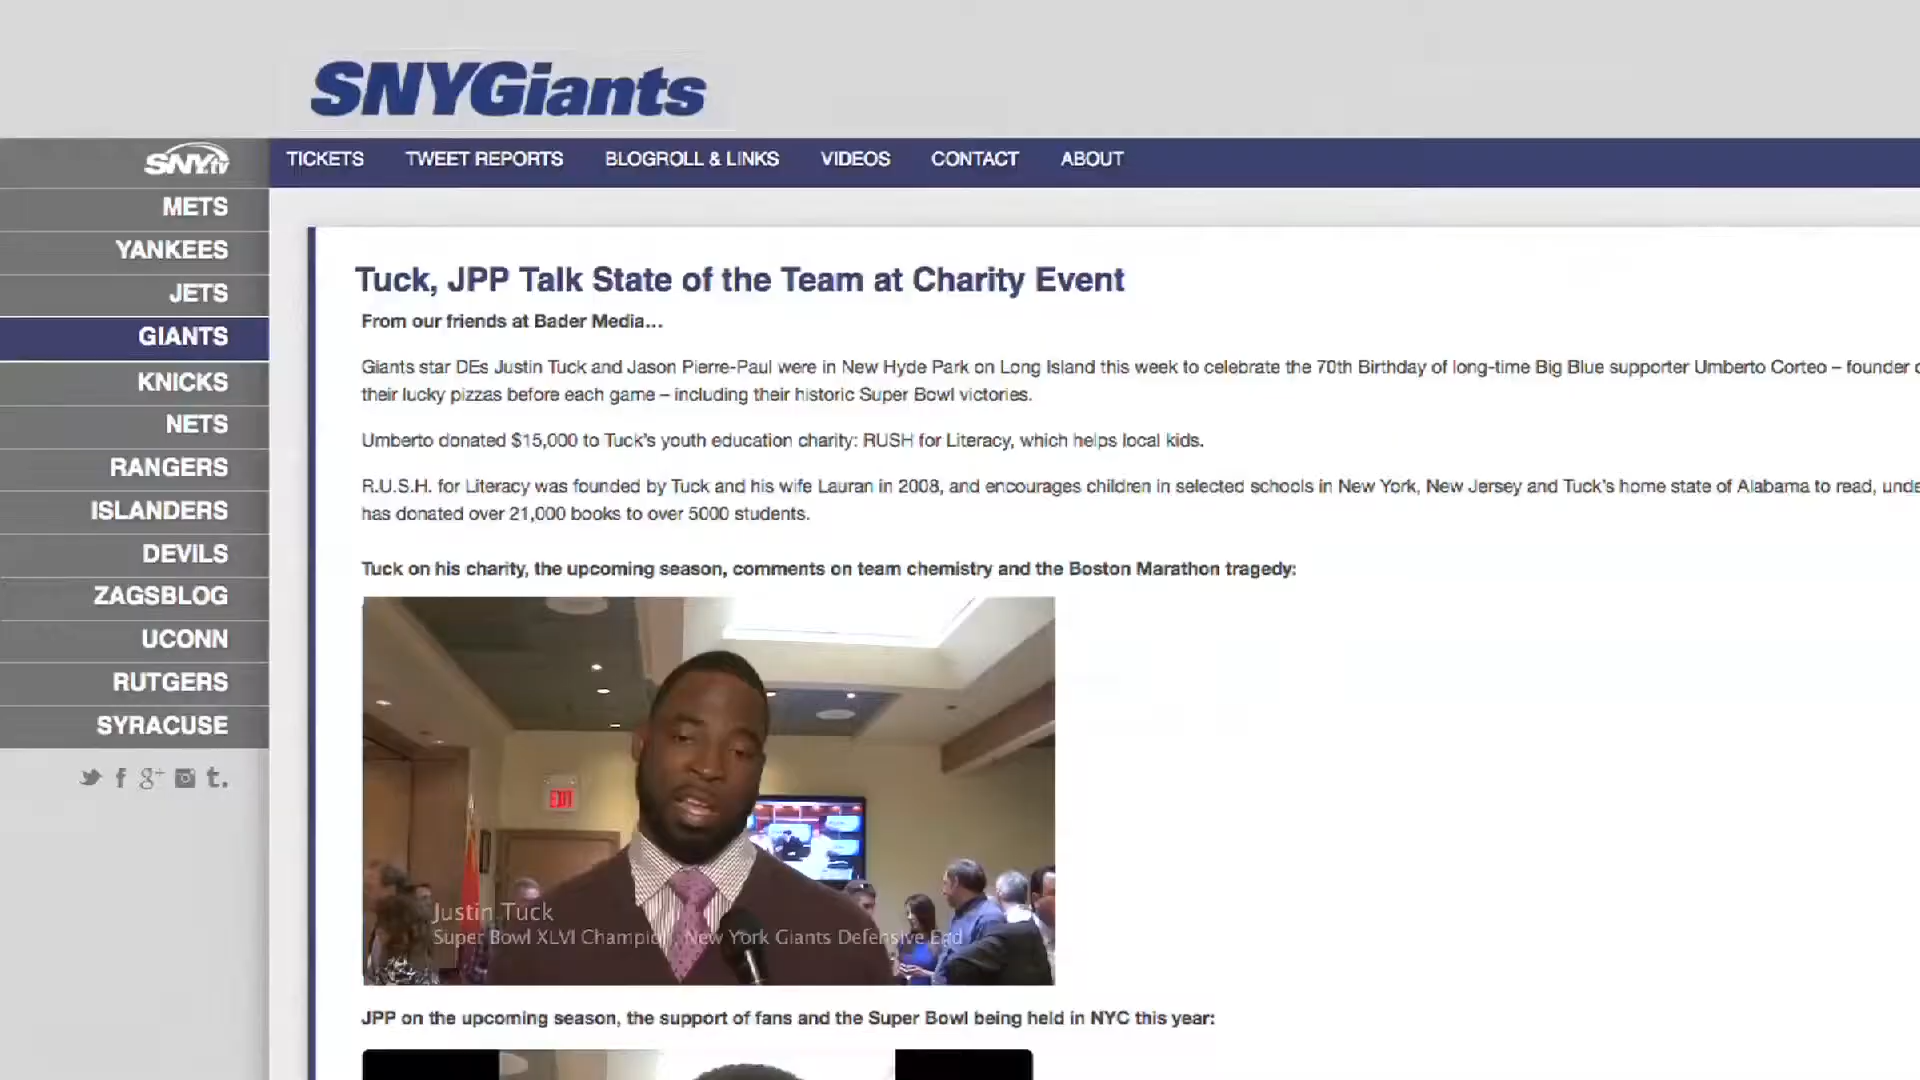 SNYGiants
SNY.tv
TICKETS TWEET REPORTS BLOGROLL & LINKS VIDEOS CONTACT ABOUT
METS
YANKEES
JETS
GIANTS
KNICKS
NETS
RANGERS
ISLANDERS
DEVILS
ZAGSBLOG
UCONN
RUTGERS
SYRACUSE
Tuck, JPP Talk State of the Team at Charity Event
From our friends at Bader Media...
Giants star DEs Justin Tuck and Jason Pierre-Paul were in New Hyde Park on Long Island this week to celebrate the 70th Birthday of long-time Big Blue supporter Umberto Corteo – founder
their lucky pizzas before each game – including their historic Super Bowl victories.
Umberto donated $15,000 to Tuck's youth education charity: RUSH for Literacy, which helps local kids.
R.U.S.H. for Literacy was founded by Tuck and his wife Lauran in 2008, and encourages children in selected schools in New York, New Jersey and Tuck's home state of Alabama to read,
has donated over 21,000 books to over 5000 students.
Tuck on his charity, the upcoming season, comments on team chemistry and the Boston Marathon tragedy:
EXIT
Justin Tuck
Super Bowl XLVI Champion, New York Giants Defensive End
JPP on the upcoming season, the support of fans and the Super Bowl being held in NYC this year: